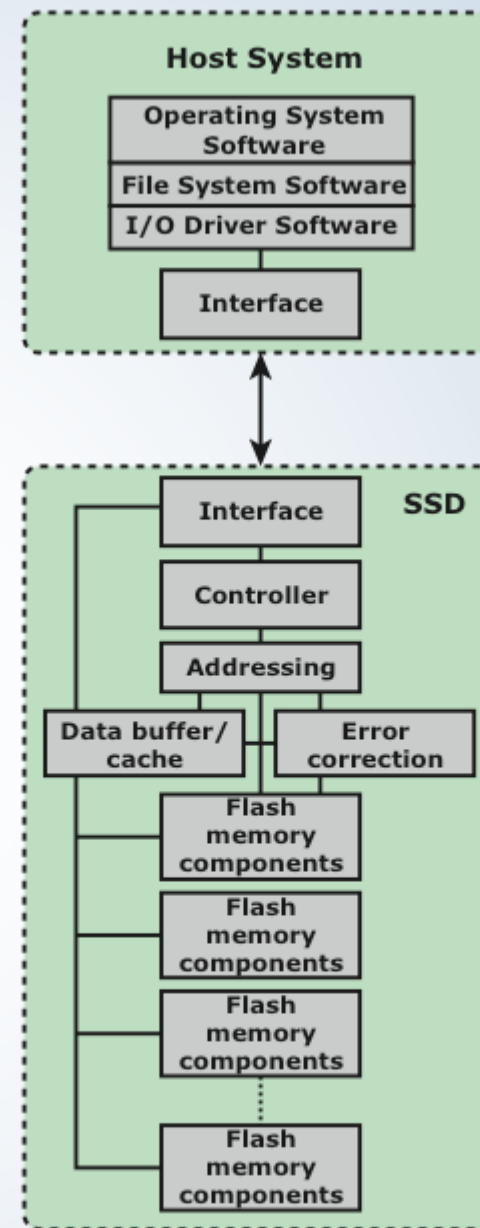 Host System
Operating System
Software
File System Software
I/O Driver Software
Interface
SSD
Interface
Controller
Addressing
Data buffer/
cache
Error
correction
Flash
memory
components
Flash
memory
components
Flash
memory
components
Flash
memory
components